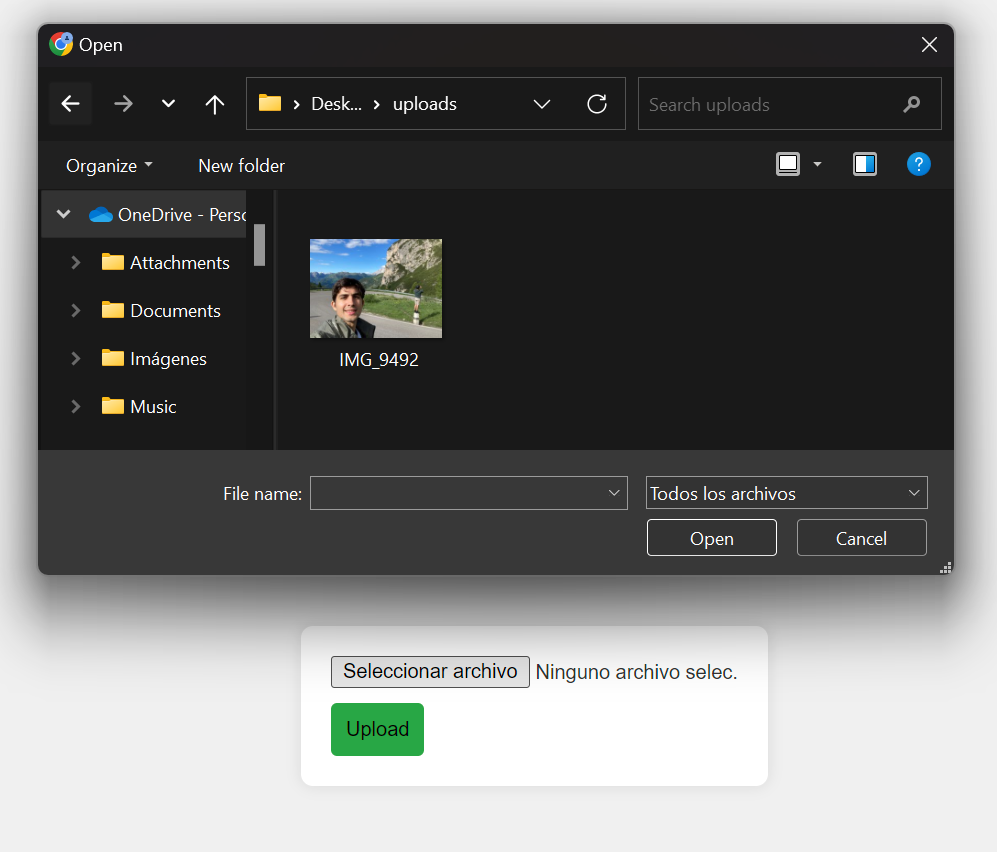 Open
Desk... uploads
Search uploads
Organize New folder
?
OneDrive - Perso
Attachments
Documents
Imágenes
Music
IMG_9492
File name:
Todos los archivos
Open Cancel
Seleccionar archivo Ninguno archivo selec.
Upload